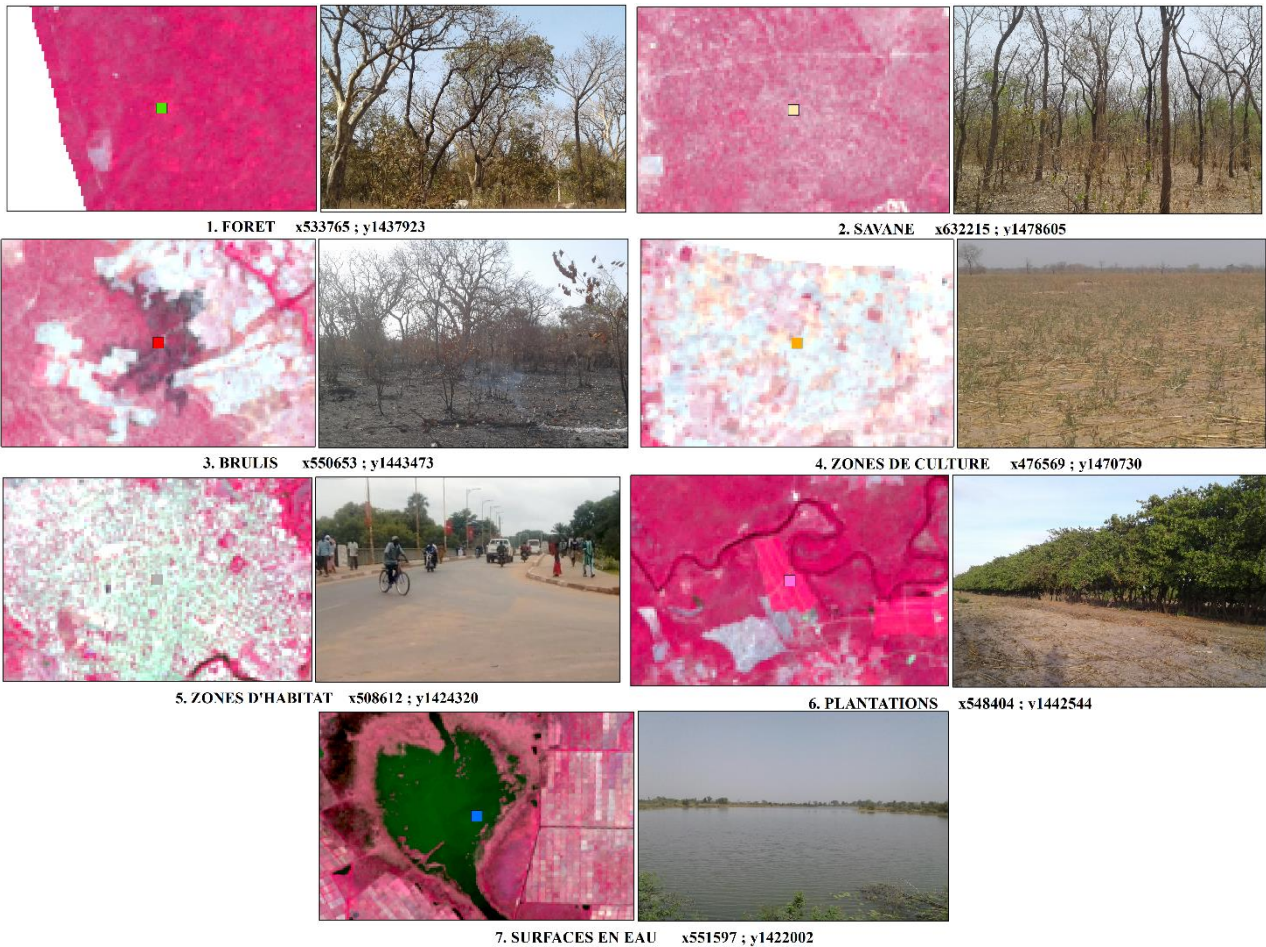 1. FORET x533765 ; y1437923
2. SAVANE x632215 ; y1478605
3. BRULIS x550653 ; y1443473
4. ZONES DE CULTURE x476569 ; y1470730
5. ZONES D'HABITAT x508612 ; y1424320
6. PLANTATIONS x548404 ; y1442544
7. SURFACES EN EAU x551597 ; y1422002